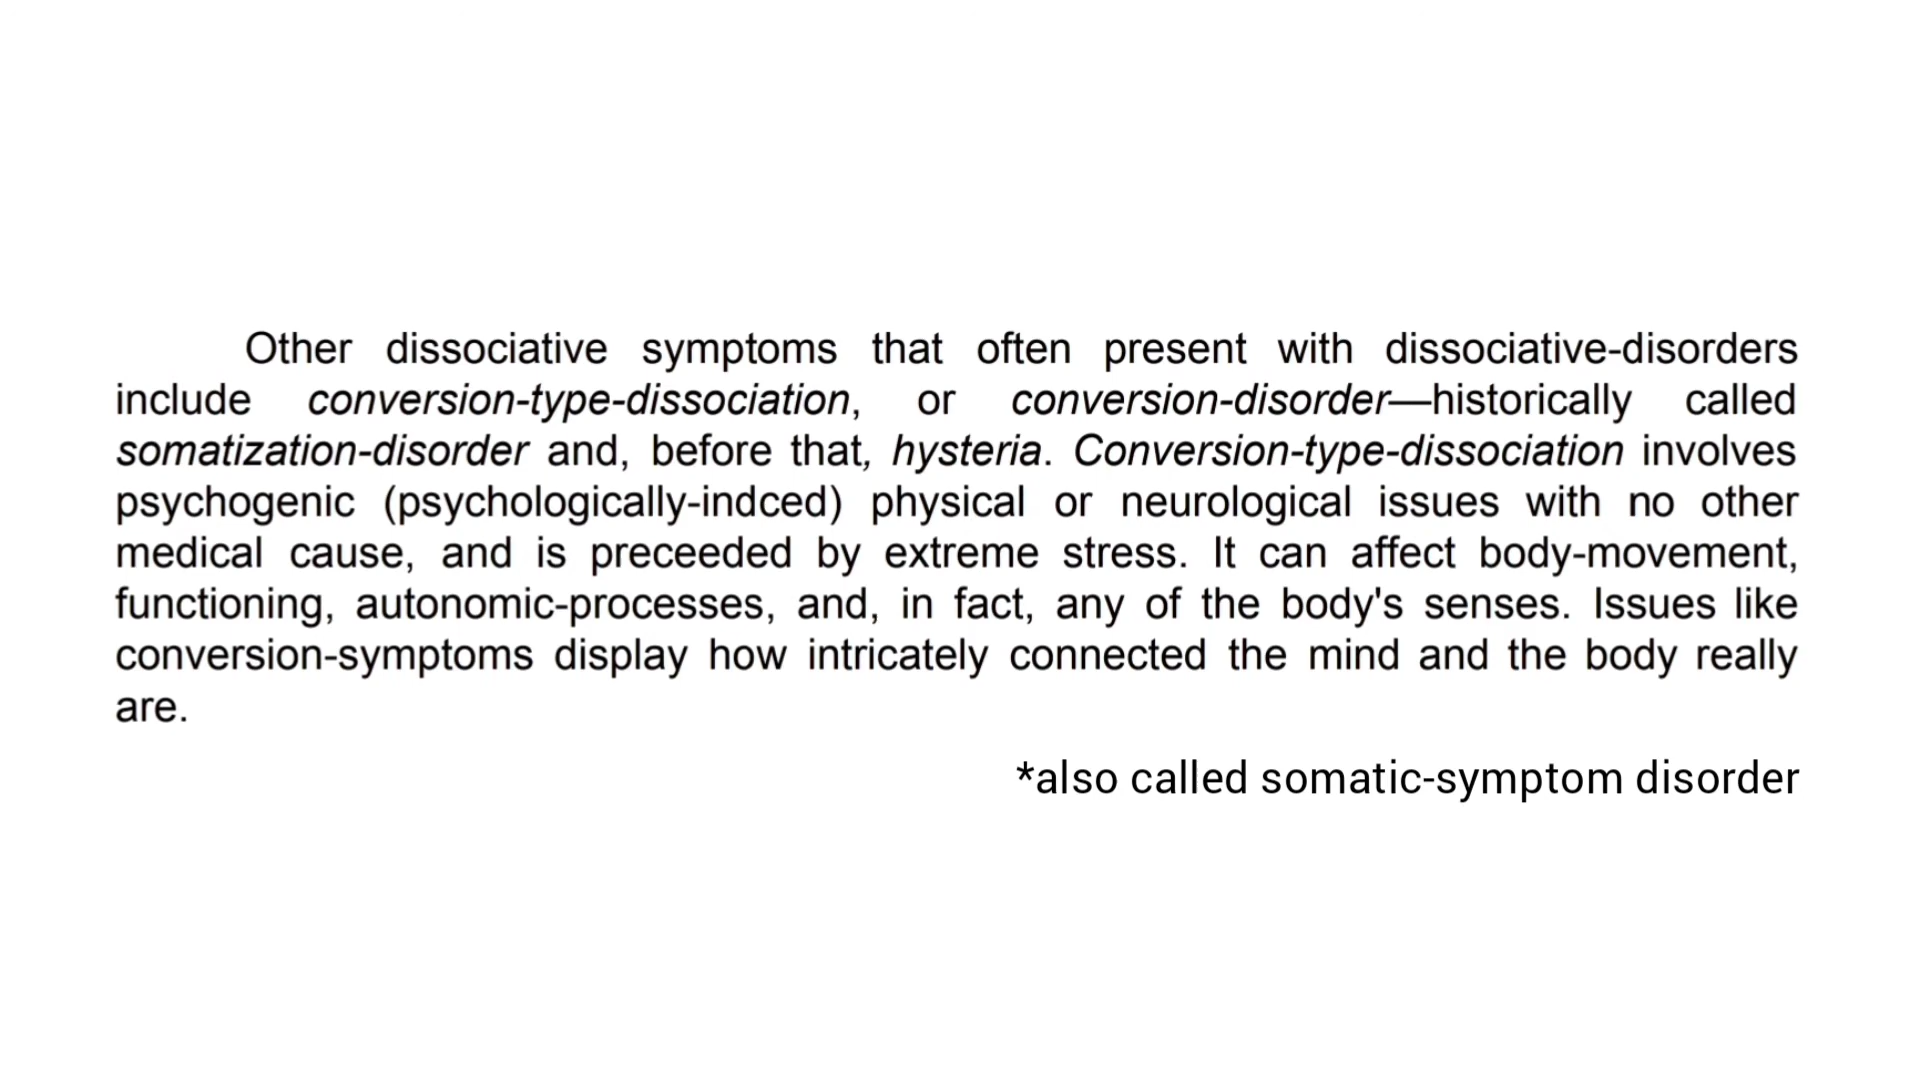 Other dissociative symptoms that often present with dissociative-disorders
include conversion-type-dissociation, or conversion-disorder—historically called
somatization-disorder and, before that, hysteria. Conversion-type-dissociation involves
psychogenic (psychologically-indced) physical or neurological issues with no other
medical cause, and is preceeded by extreme stress. It can affect body-movement,
functioning, autonomic-processes, and, in fact, any of the body's senses. Issues like
conversion-symptoms display how intricately connected the mind and the body really
are.
*also called somatic-symptom disorder